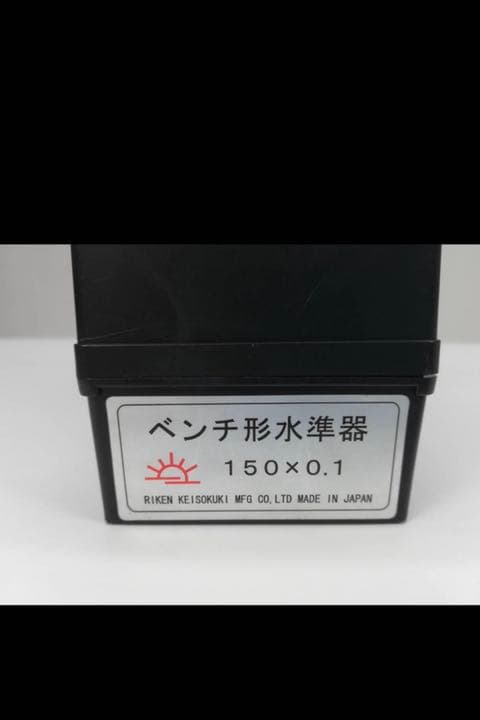 ベンチ形水準器
150×0.1
RIKEN KEISOKUKI MFG CO,LTD MADE IN JAPAN